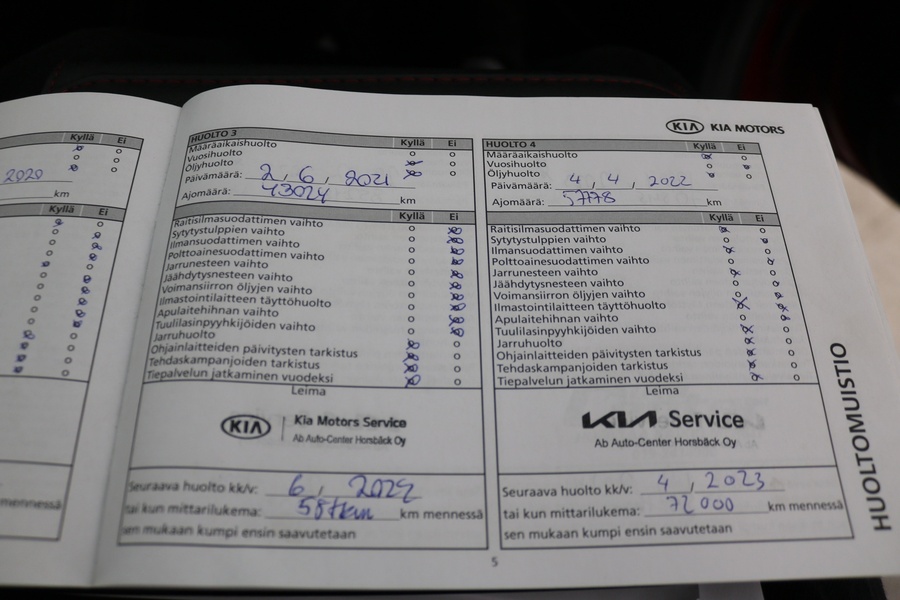 Kyllä Ei
2020
km
Kyllä Ei
mennessä
HUOLTO 3
Kyllä Ei
Määräaikaishuolto
Vuosihuolto
Öljyhuolto
Päivämäärä: 2, 6, 2021
Ajomäärä: 43024 km
Kyllä Ei
Raitisilmasuodattimen vaihto
Sytytystulppien vaihto
Ilmansuodattimen vaihto
Polttoainesuodattimen vaihto
Jarrunesteen vaihto
Jäähdytysnesteen vaihto
Voimansiirron öljyjen vaihto
Ilmastointilaitteen täyttöhuolto
Apulaitehihnan vaihto
Tuulilasinpyyhkijöiden vaihto
Jarruhuolto
Ohjainlaitteiden päivitysten tarkistus
Tehdaskampanjoiden tarkistus
Tiepalvelun jatkaminen vuodeksi
Leima
KIA Kia Motors Service
Ab Auto-Center Horsbäck Oy
Seuraava huolto kk/v: 6, 2022
tai kun mittarilukema: 58tkm km mennessä
sen mukaan kumpi ensin saavutetaan
KIA KIA MOTORS
HUOLTO 4
Kyllä Ei
Määräaikaishuolto
Vuosihuolto
Öljyhuolto
Päivämäärä: 4, 4, 2022
Ajomäärä: 57778 km
Kyllä Ei
Raitisilmasuodattimen vaihto
Sytytystulppien vaihto
Ilmansuodattimen vaihto
Polttoainesuodattimen vaihto
Jarrunesteen vaihto
Jäähdytysnesteen vaihto
Voimansiirron öljyjen vaihto
Ilmastointilaitteen täyttöhuolto
Apulaitehihnan vaihto
Tuulilasinpyyhkijöiden vaihto
Jarruhuolto
Ohjainlaitteiden päivitysten tarkistus
Tehdaskampanjoiden tarkistus
Tiepalvelun jatkaminen vuodeksi
Leima
KIA Service
Ab Auto-Center Horsbäck Oy
Seuraava huolto kk/v: 4, 2023
tai kun mittarilukema: 72000 km mennessä
sen mukaan kumpi ensin saavutetaan
HUOLTOMUISTIO
5